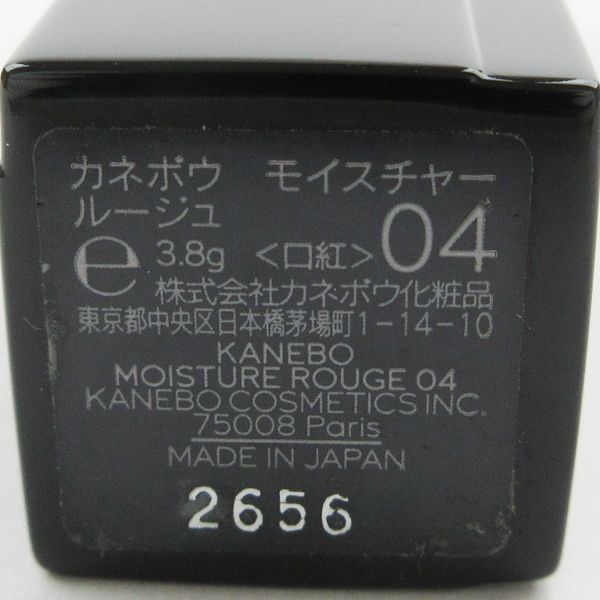 カネボウ モイスチャー
ルージュ
℮ 3.8g <口紅> 04
株式会社カネボウ化粧品
東京都中央区日本橋茅場町1-14-10
KANEBO
MOISTURE ROUGE 04
KANEBO COSMETICS INC.
75008 Paris
MADE IN JAPAN
2656